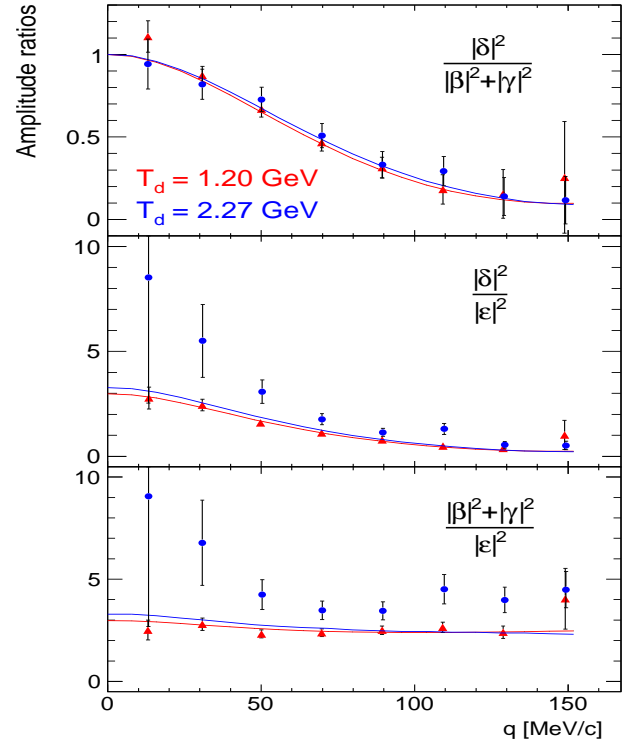 Amplitude ratios
1
0.5
0
|δ|²
|β|²+|γ|²
T_d = 1.20 GeV
T_d = 2.27 GeV
10
5
0
|δ|²
|ε|²
10
5
0
|β|²+|γ|²
|ε|²
0 50 100 150
q [MeV/c]